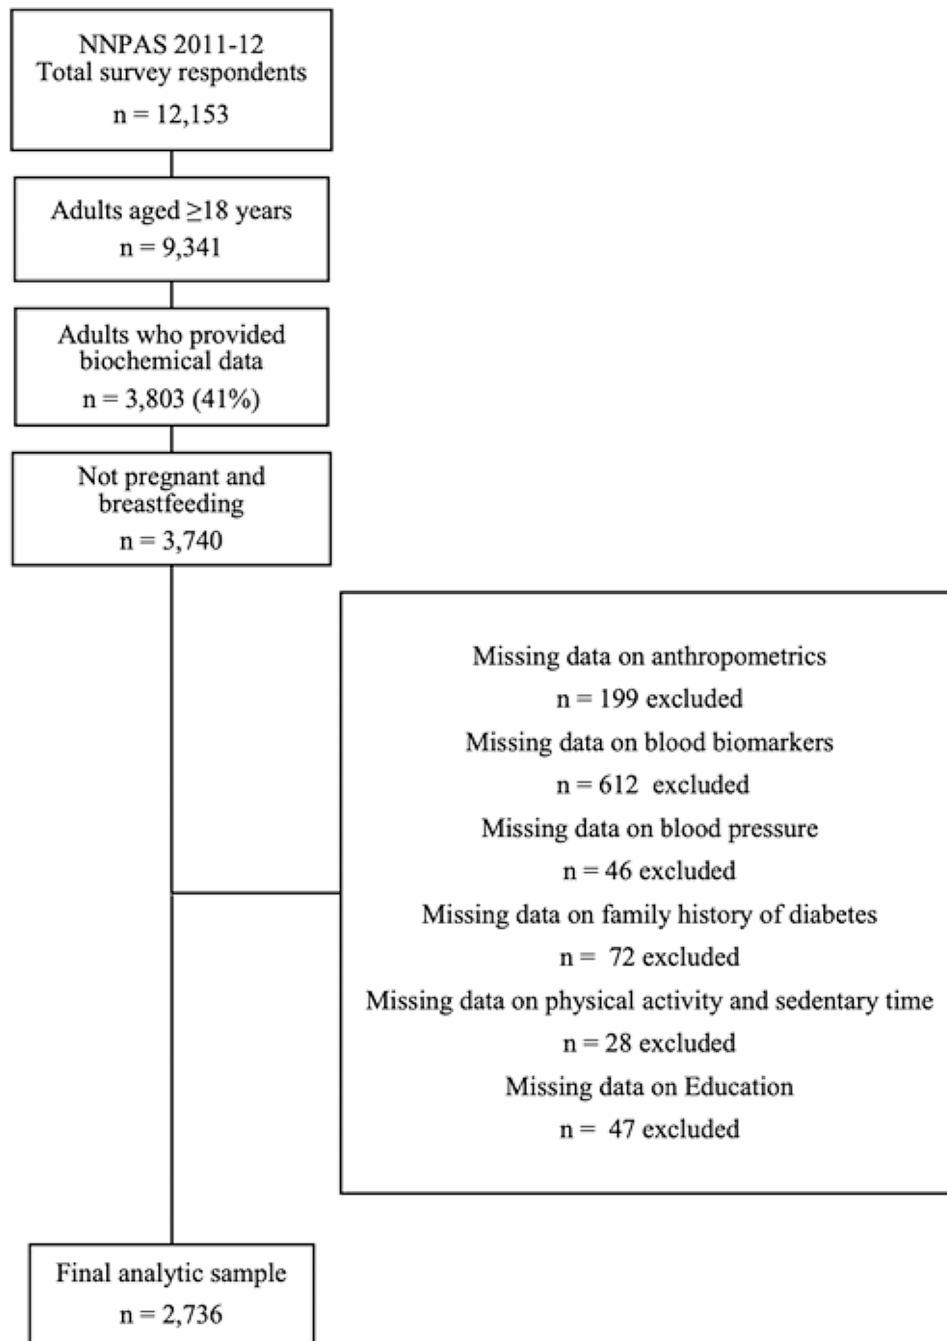 NNPAS 2011-12
Total survey respondents
n = 12,153
Adults aged ≥18 years
n = 9,341
Adults who provided
biochemical data
n = 3,803 (41%)
Not pregnant and
breastfeeding
n = 3,740
Missing data on anthropometrics
n = 199 excluded
Missing data on blood biomarkers
n = 612 excluded
Missing data on blood pressure
n = 46 excluded
Missing data on family history of diabetes
n = 72 excluded
Missing data on physical activity and sedentary time
n = 28 excluded
Missing data on Education
n = 47 excluded
Final analytic sample
n = 2,736